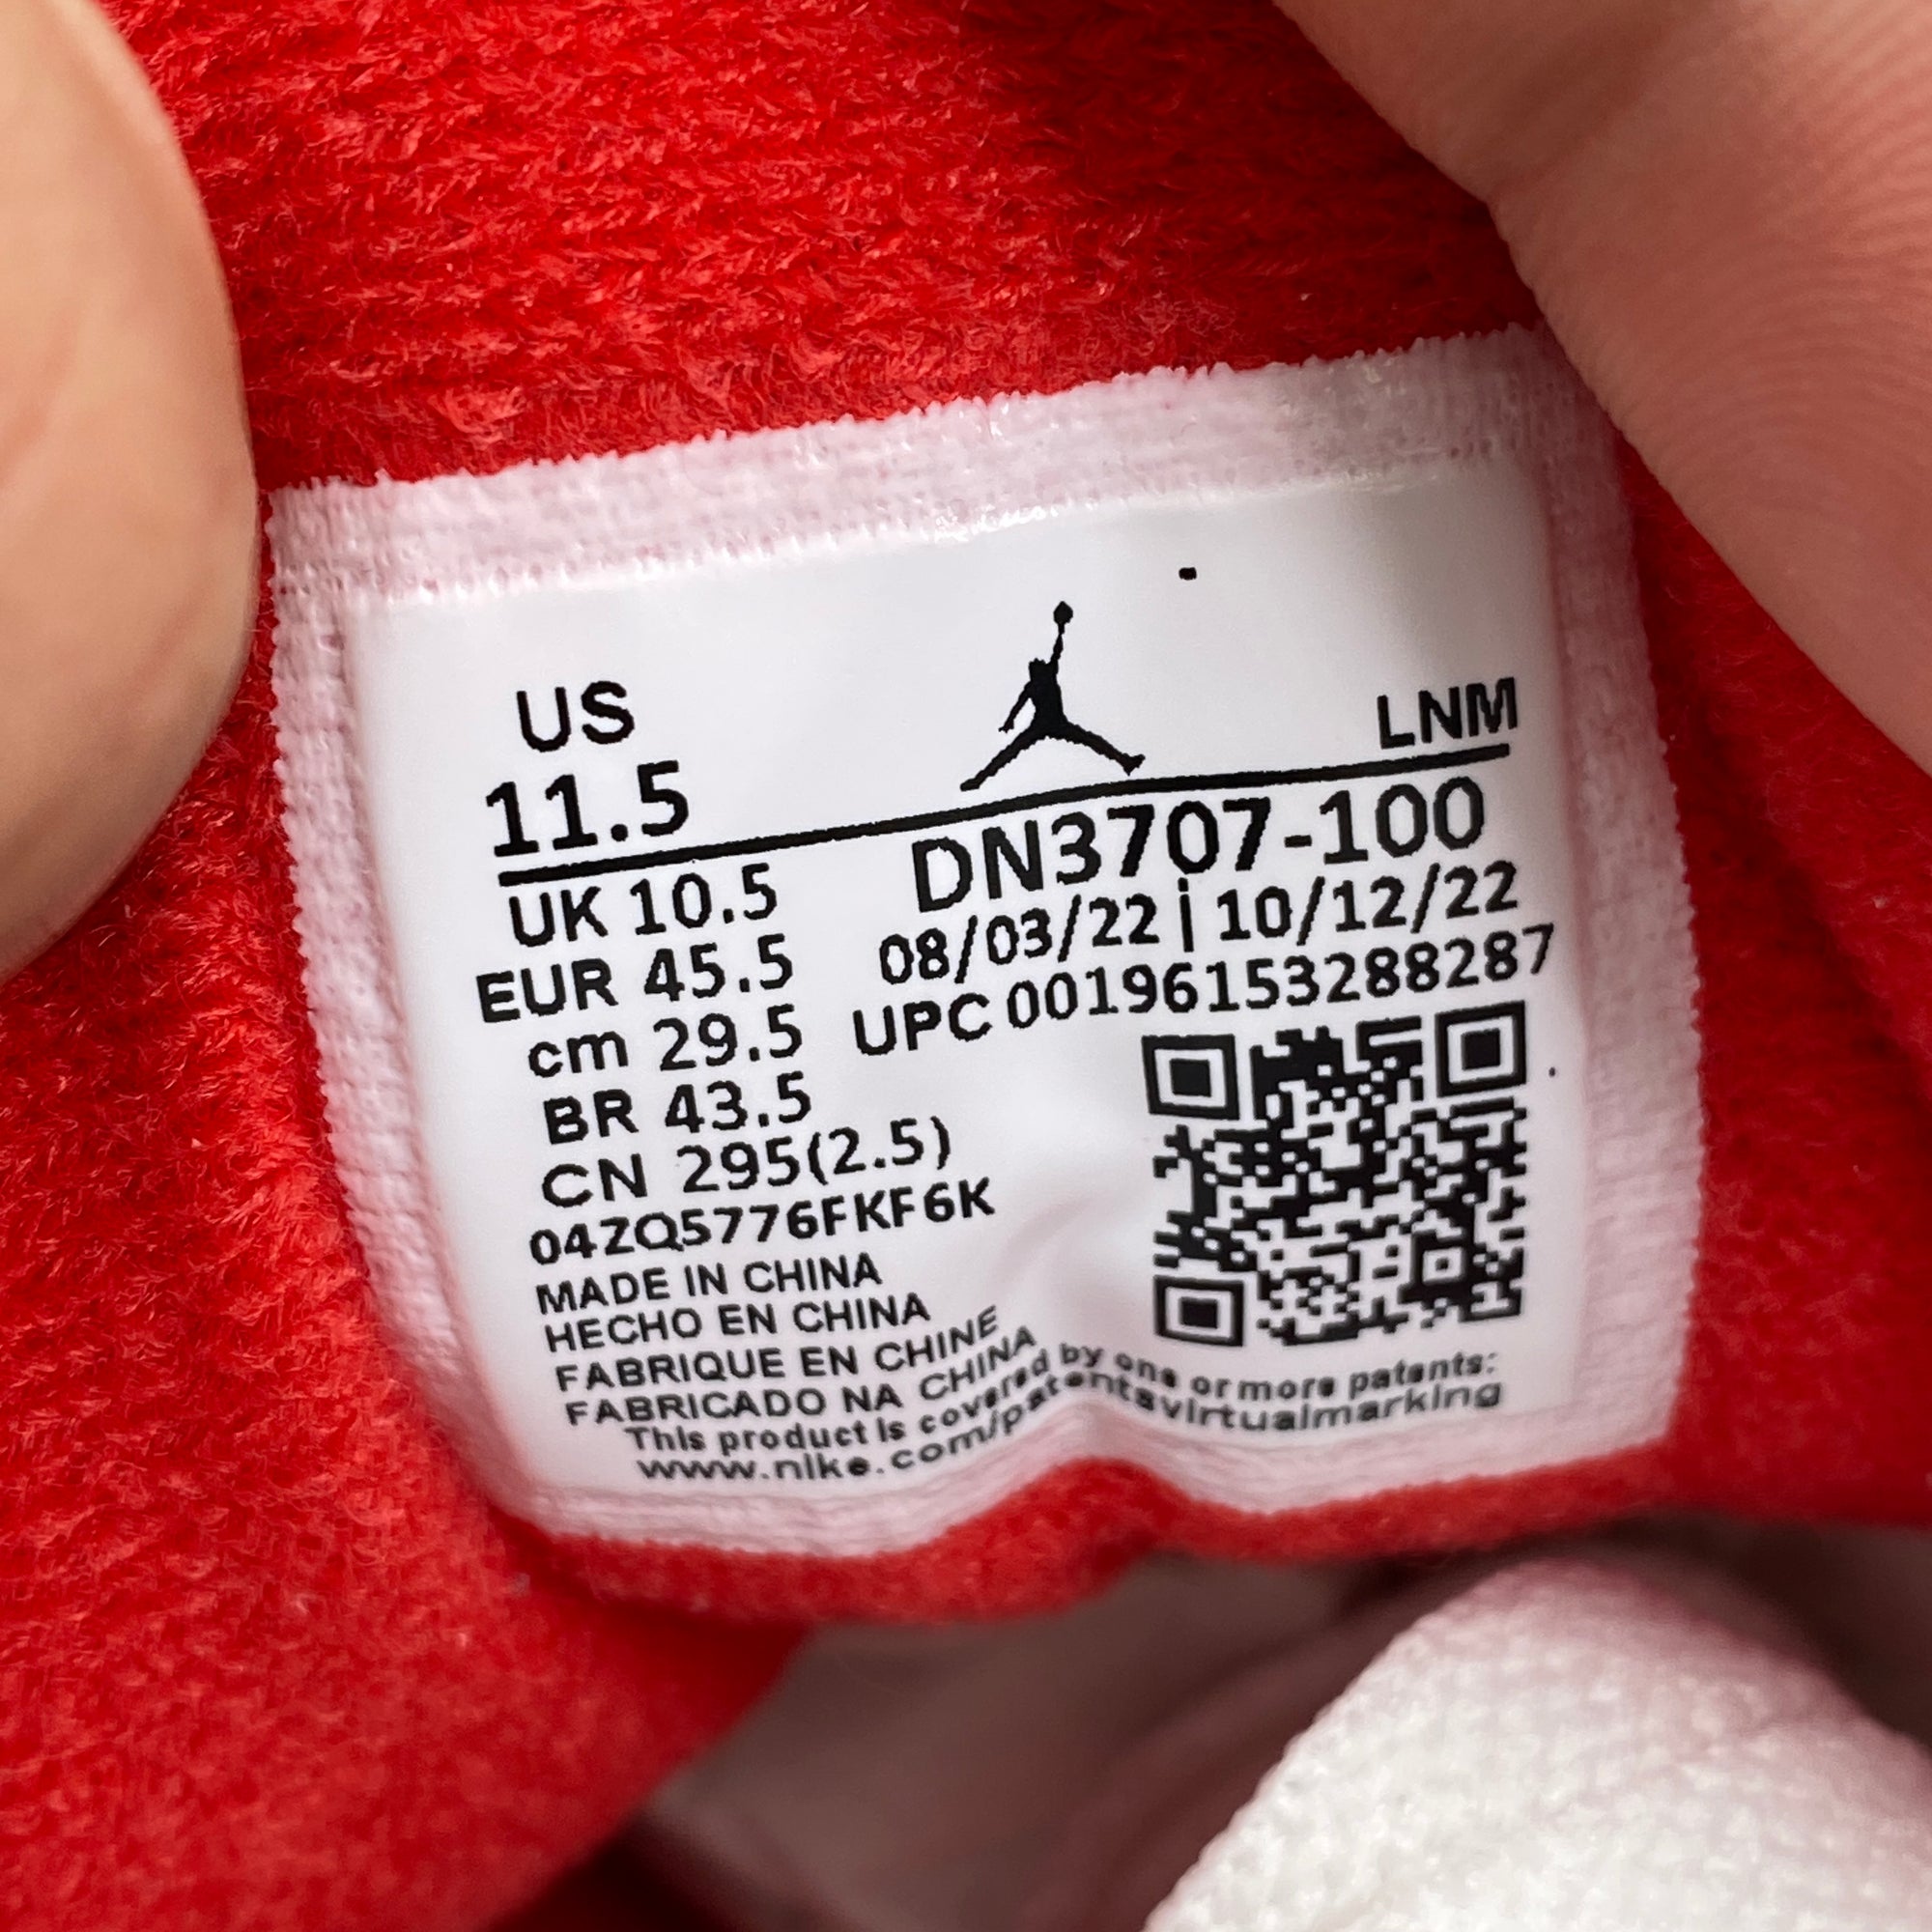 US
LNM
11.5
DN3707-100
UK 10.5
08/03/22 | 10/12/22
EUR 45.5
UPC 00196153288287
cm 29.5
BR 43.5
CN 295(2.5)
04ZQ5776FKF6K
MADE IN CHINA
HECHO EN CHINA
FABRIQUE EN CHINE
FABRICADO NA CHINA
This product is covered by one or more patents:
www.nike.com/patentsvirtualmarking